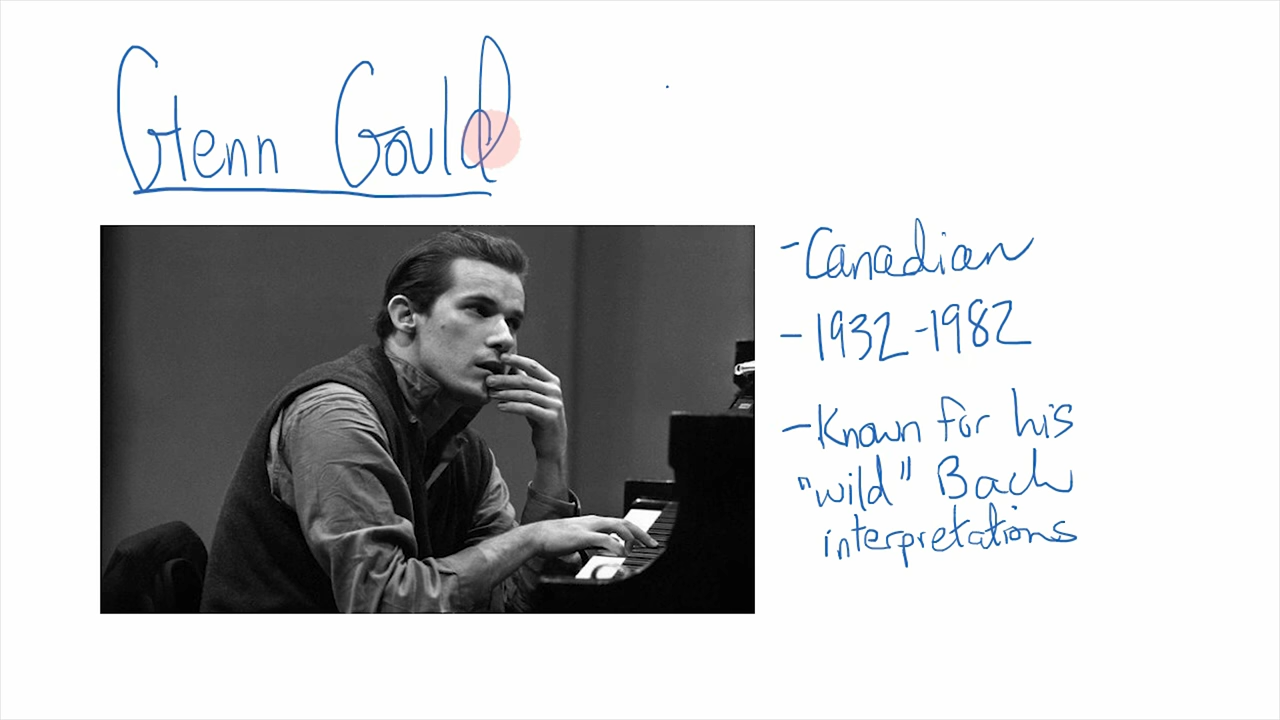 Glenn Gould
- Canadian
- 1932-1982
- Known for his
"wild" Bach
interpretations